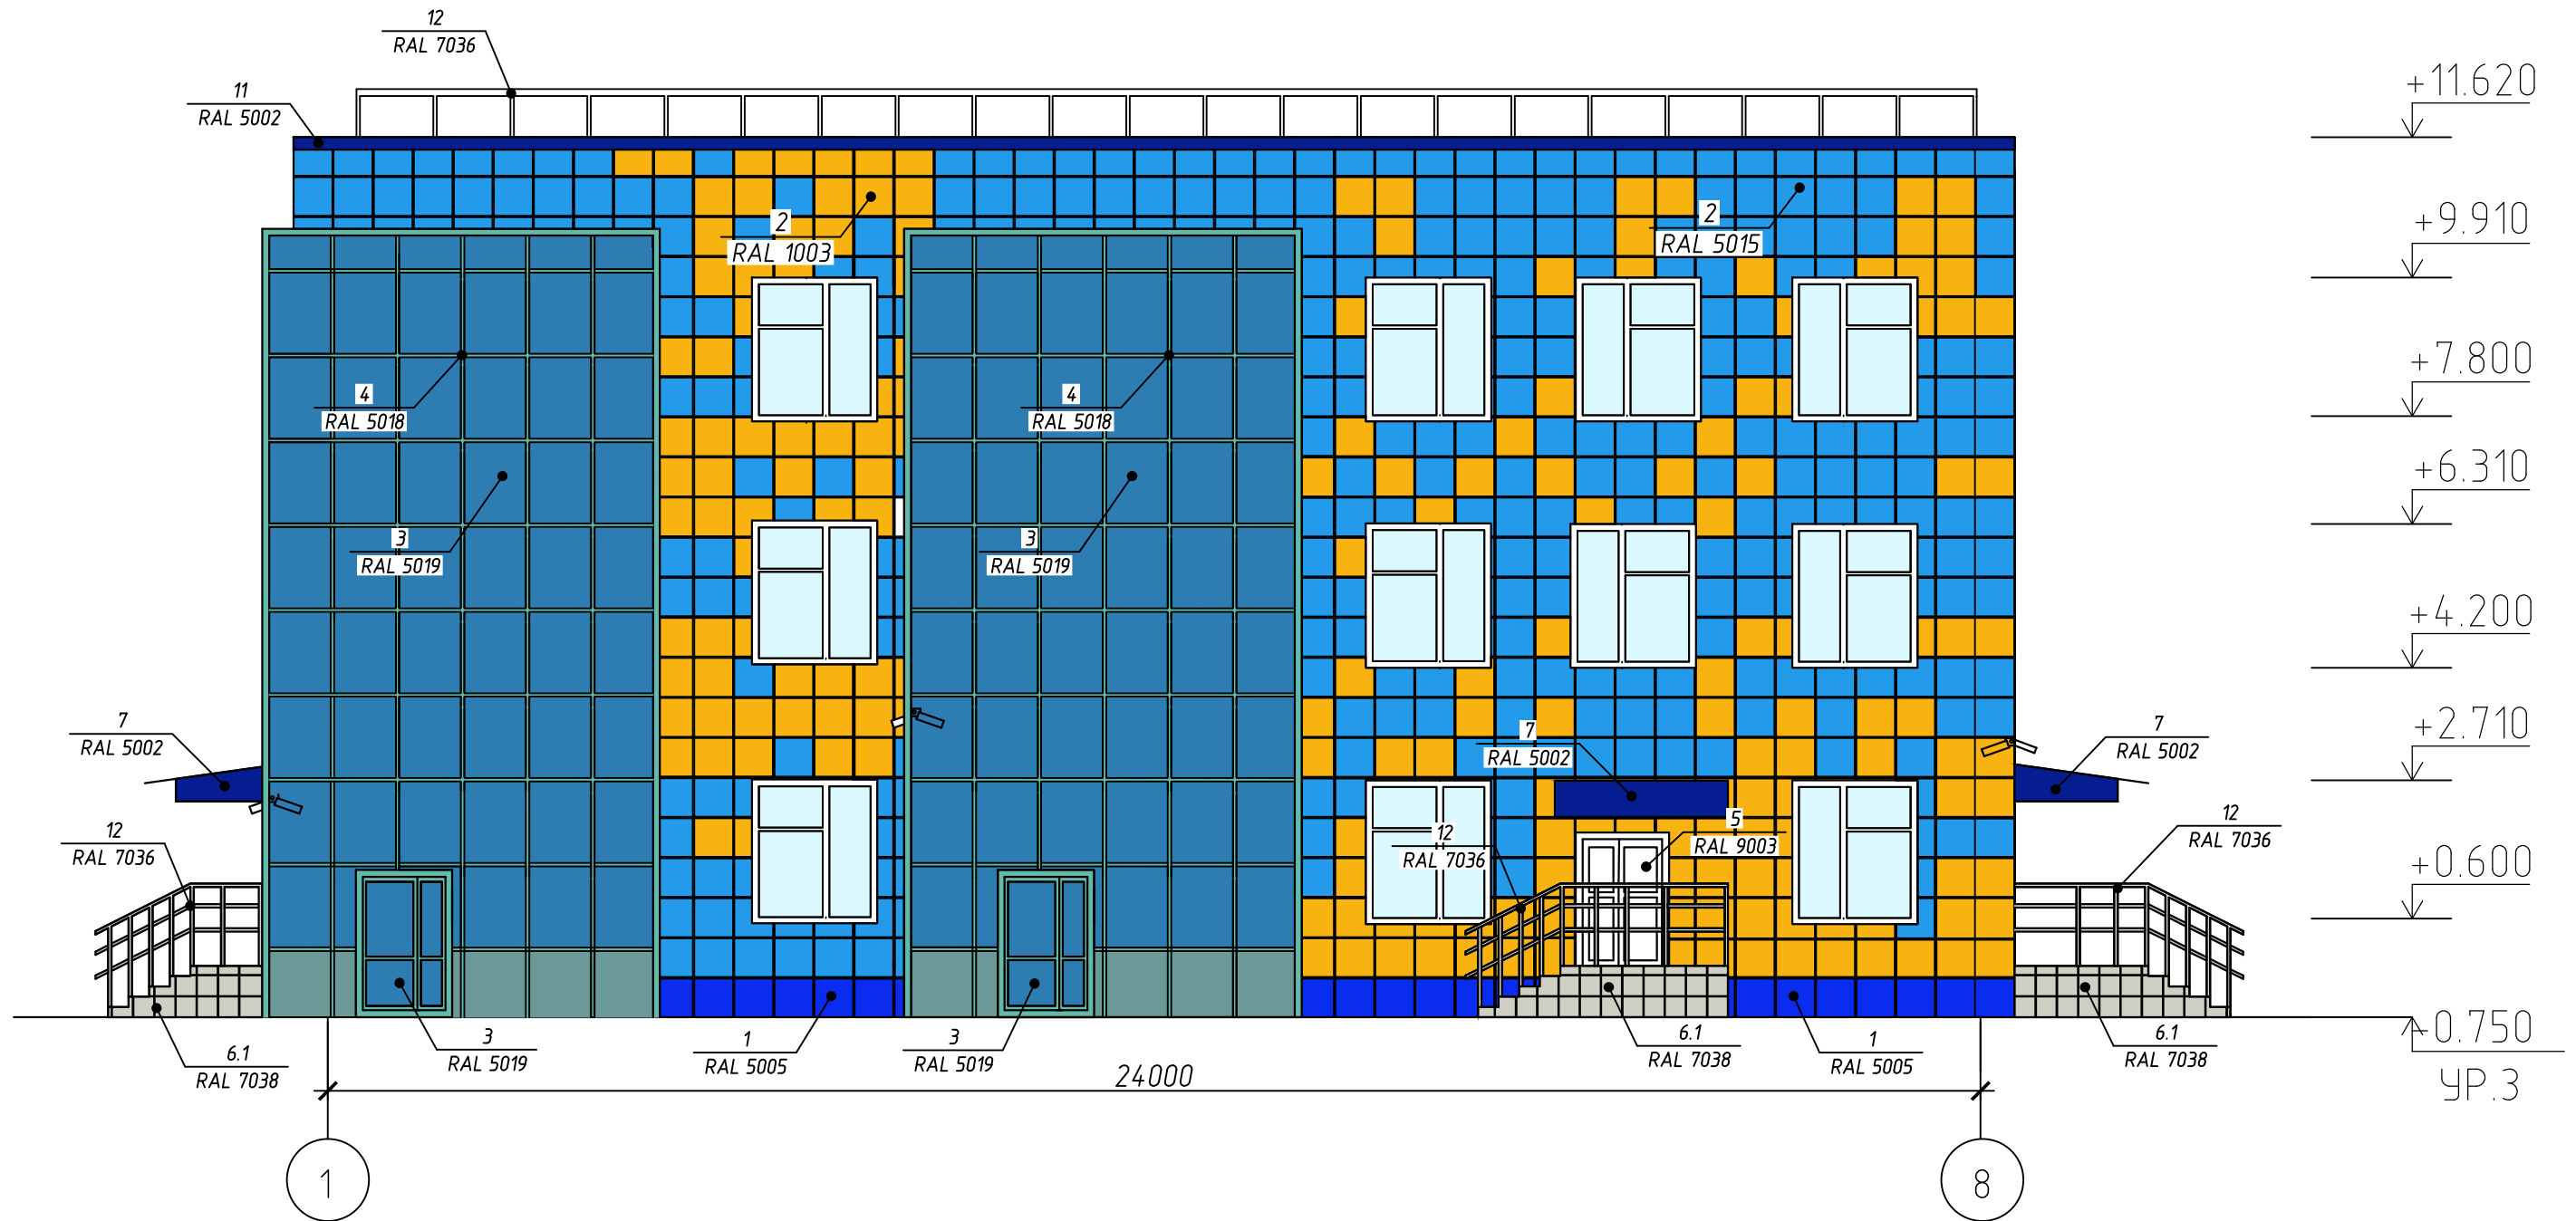 12
RAL 7036
11
RAL 5002
+11.620
2
RAL 1003
2
RAL 5015
+9.910
4
RAL 5018
4
RAL 5018
+7.800
3
RAL 5019
3
RAL 5019
+6.310
+4.200
7
RAL 5002
7
RAL 5002
7
RAL 5002
+2.710
12
RAL 7036
12
RAL 7036
5
RAL 9003
12
RAL 7036
+0.600
6.1
RAL 7038
3
RAL 5019
1
RAL 5005
3
RAL 5019
6.1
RAL 7038
1
RAL 5005
6.1
RAL 7038
-0.750
УР.З
24000
1
8